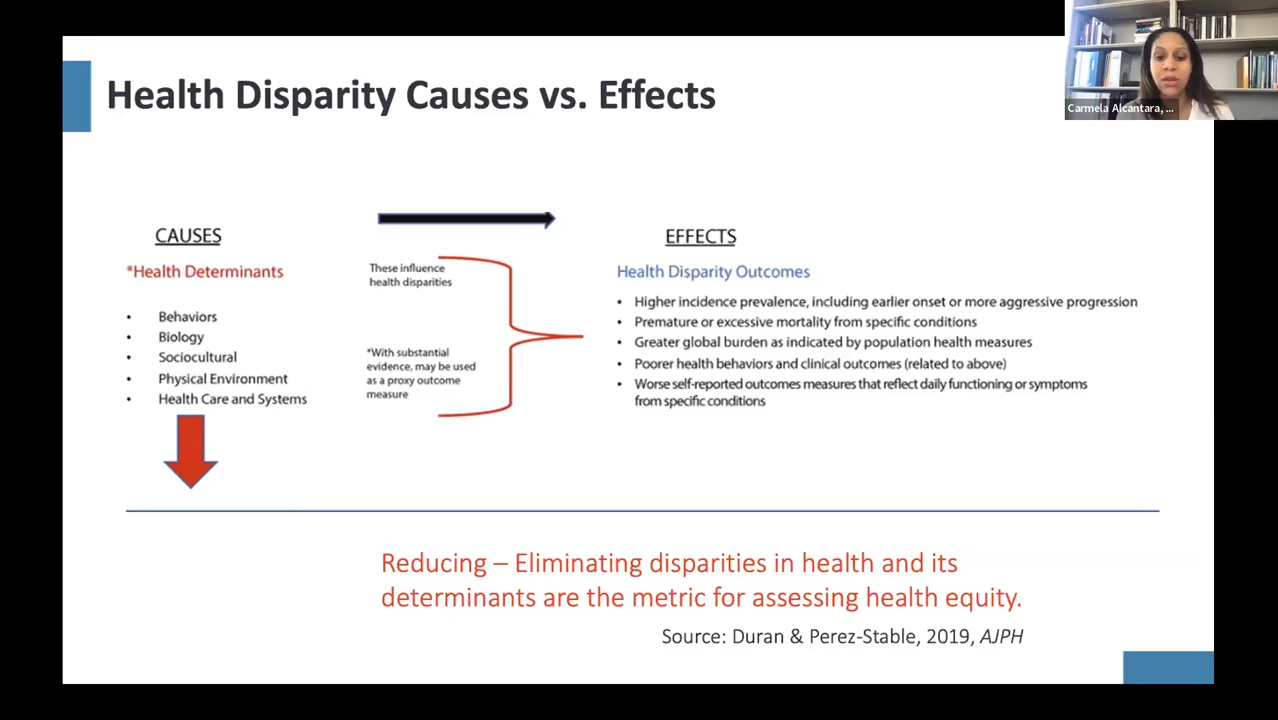 Health Disparity Causes vs. Effects
Carmela Alcantara, ...
CAUSES
*Health Determinants
• Behaviors
• Biology
• Sociocultural
• Physical Environment
• Health Care and Systems
These influence
health disparities
*With substantial
evidence, may be used
as a proxy outcome
measure
EFFECTS
Health Disparity Outcomes
• Higher incidence prevalence, including earlier onset or more aggressive progression
• Premature or excessive mortality from specific conditions
• Greater global burden as indicated by population health measures
• Poorer health behaviors and clinical outcomes (related to above)
• Worse self-reported outcomes measures that reflect daily functioning or symptoms
from specific conditions
Reducing – Eliminating disparities in health and its
determinants are the metric for assessing health equity.
Source: Duran & Perez-Stable, 2019, AJPH